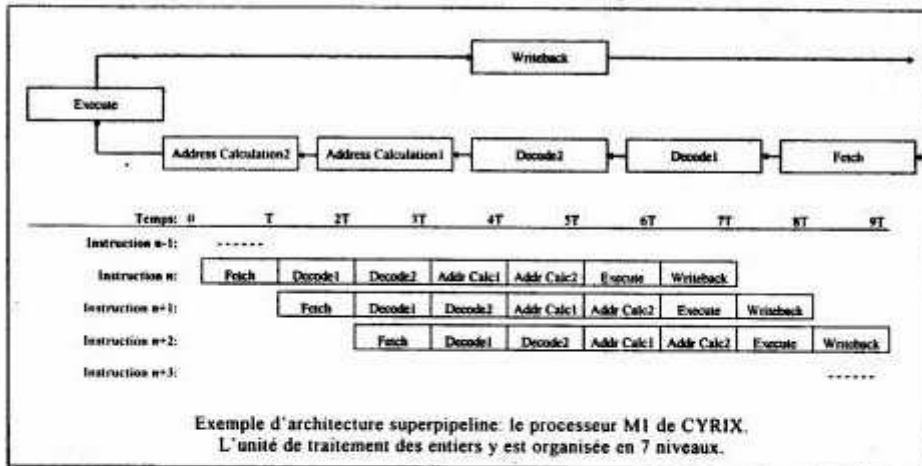 Writeback
Execute
Address Calculation2 Address Calculation1 Decode2 Decode1 Fetch
Temps: 0 T 2T 3T 4T 5T 6T 7T 8T 9T
Instruction n-1: ------
Instruction n: Fetch Decode1 Decode2 Addr Calc1 Addr Calc2 Execute Writeback
Instruction n+1: Fetch Decode1 Decode2 Addr Calc1 Addr Calc2 Execute Writeback
Instruction n+2: Fetch Decode1 Decode2 Addr Calc1 Addr Calc2 Execute Writeback
Instruction n+3: ------
Exemple d'architecture superpipeline: le processeur M1 de CYRIX.
L'unité de traitement des entiers y est organisée en 7 niveaux.